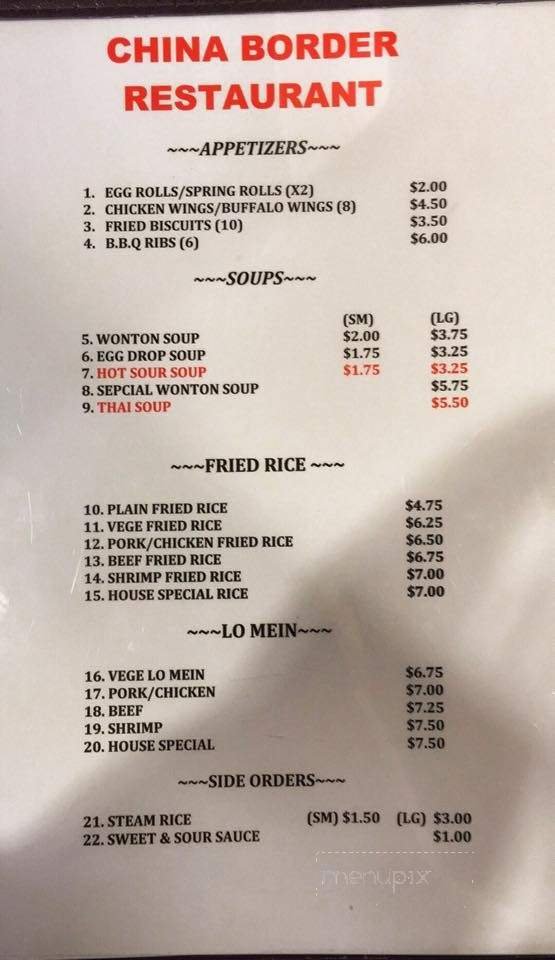 CHINA BORDER
RESTAURANT
~~~APPETIZERS~~~
1. EGG ROLLS/SPRING ROLLS (X2) $2.00
2. CHICKEN WINGS/BUFFALO WINGS (8) $4.50
3. FRIED BISCUITS (10) $3.50
4. B.B.Q RIBS (6) $6.00
~~~SOUPS~~~
(SM) (LG)
5. WONTON SOUP $2.00 $3.75
6. EGG DROP SOUP $1.75 $3.25
7. HOT SOUR SOUP $1.75 $3.25
8. SEPCIAL WONTON SOUP $5.75
9. THAI SOUP $5.50
~~~FRIED RICE ~~~
10. PLAIN FRIED RICE $4.75
11. VEGE FRIED RICE $6.25
12. PORK/CHICKEN FRIED RICE $6.50
13. BEEF FRIED RICE $6.75
14. SHRIMP FRIED RICE $7.00
15. HOUSE SPECIAL RICE $7.00
~~~LO MEIN~~~
16. VEGE LO MEIN $6.75
17. PORK/CHICKEN $7.00
18. BEEF $7.25
19. SHRIMP $7.50
20. HOUSE SPECIAL $7.50
~~~SIDE ORDERS~~~
21. STEAM RICE (SM) $1.50 (LG) $3.00
22. SWEET & SOUR SAUCE $1.00
menupix